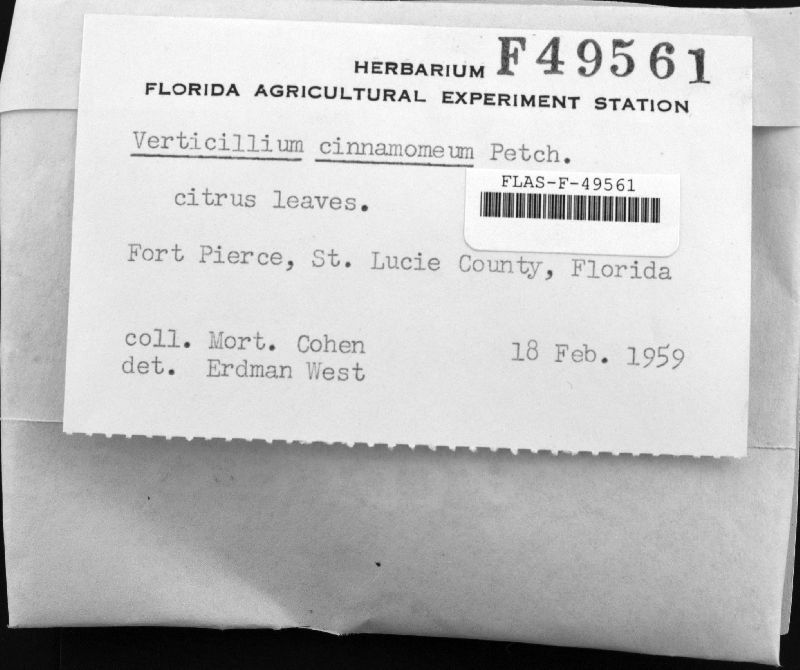 HERBARIUM F49561
FLORIDA AGRICULTURAL EXPERIMENT STATION
Verticillium cinnamomeum Petch.
FLAS-F-49561
citrus leaves.
Fort Pierce, St. Lucie County, Florida
coll. Mort. Cohen 18 Feb. 1959
det. Erdman West